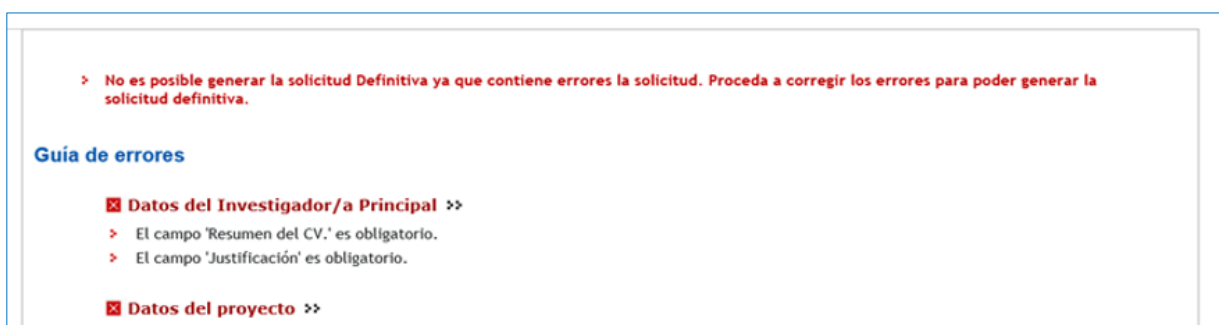 No es posible generar la solicitud Definitiva ya que contiene errores la solicitud. Proceda a corregir los errores para poder generar la
solicitud definitiva.
Guía de errores
Datos del Investigador/a Principal >>
El campo 'Resumen del CV.' es obligatorio.
El campo 'Justificación' es obligatorio.
Datos del proyecto >>